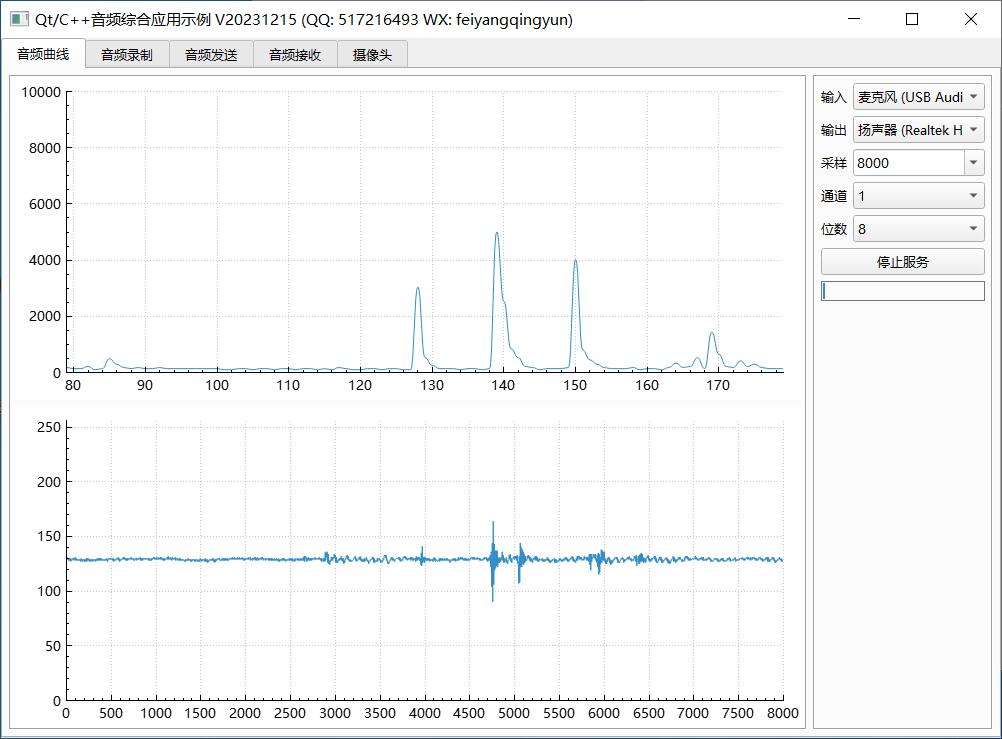 Qt/C++音频综合应用示例 V20231215 (QQ: 517216493 WX: feiyangqingyun)
音频曲线 音频录制 音频发送 音频接收 摄像头
10000
8000
6000
4000
2000
0
80 90 100 110 120 130 140 150 160 170
250
200
150
100
50
0
0 500 1000 1500 2000 2500 3000 3500 4000 4500 5000 5500 6000 6500 7000 7500 8000
输入 麦克风 (USB Audi
输出 扬声器 (Realtek H
采样 8000
通道 1
位数 8
停止服务